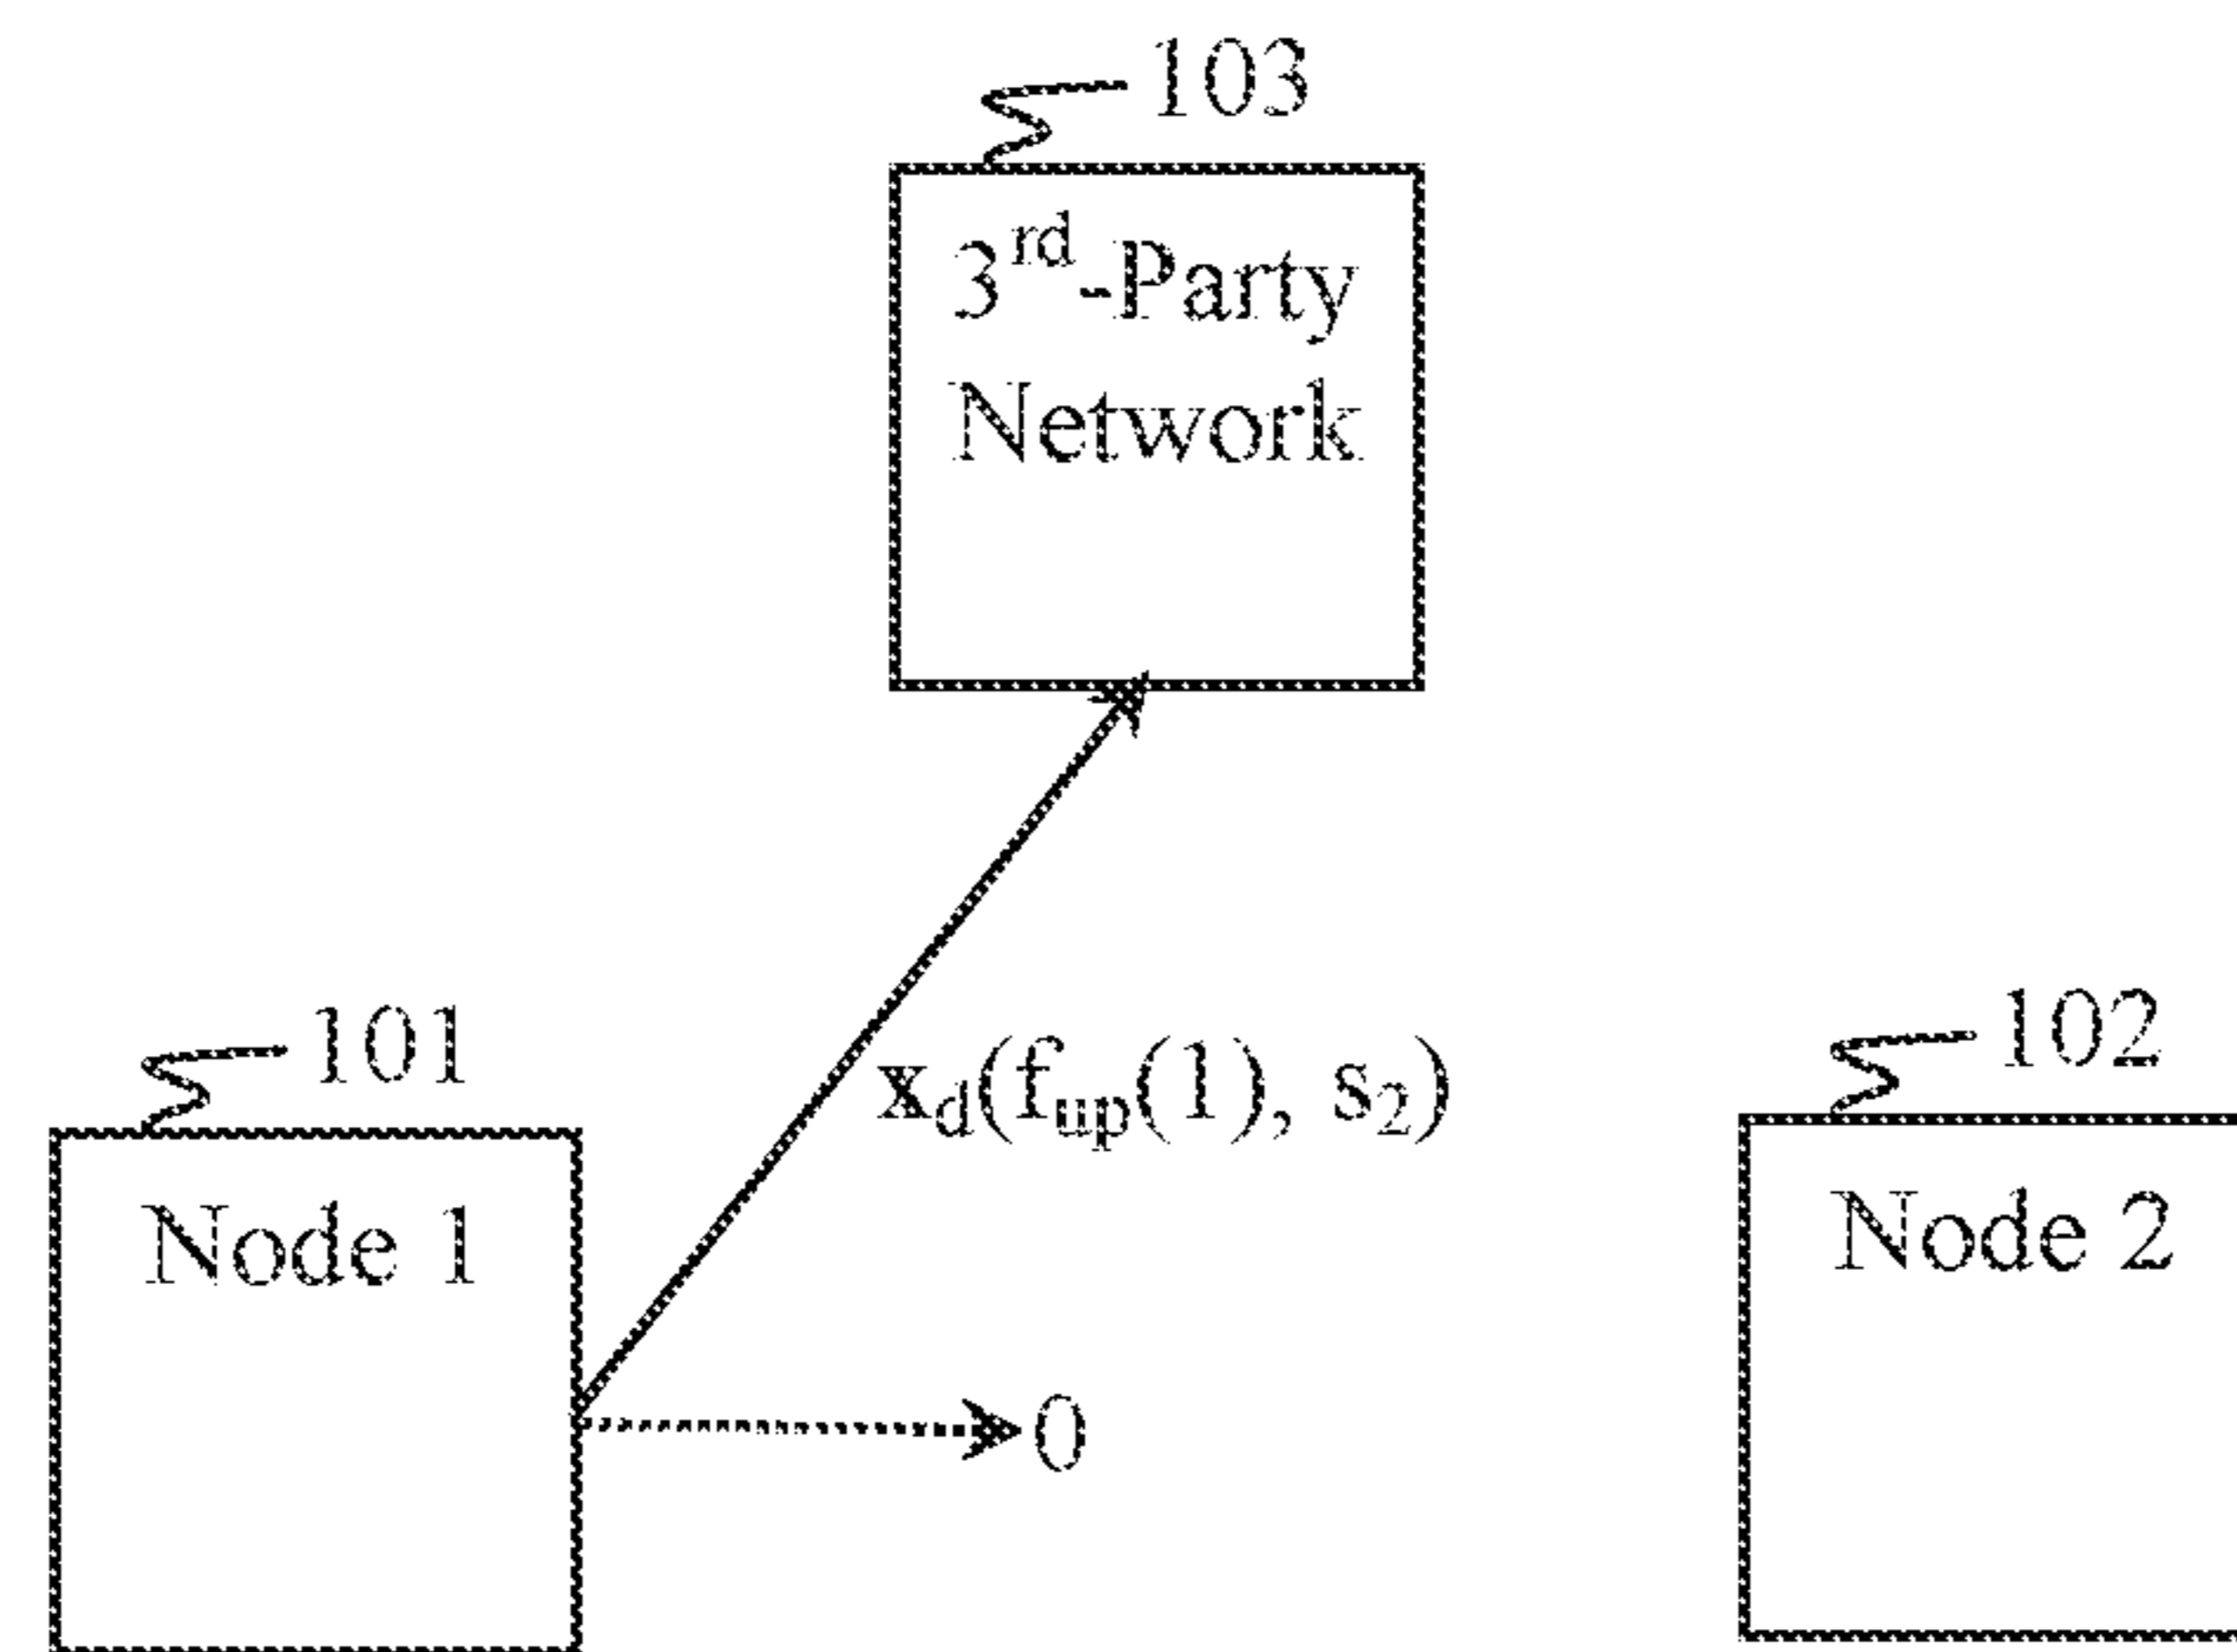 103
3rd-Party
Network
101
102
xd(fup(1), s2)
Node 1
Node 2
0